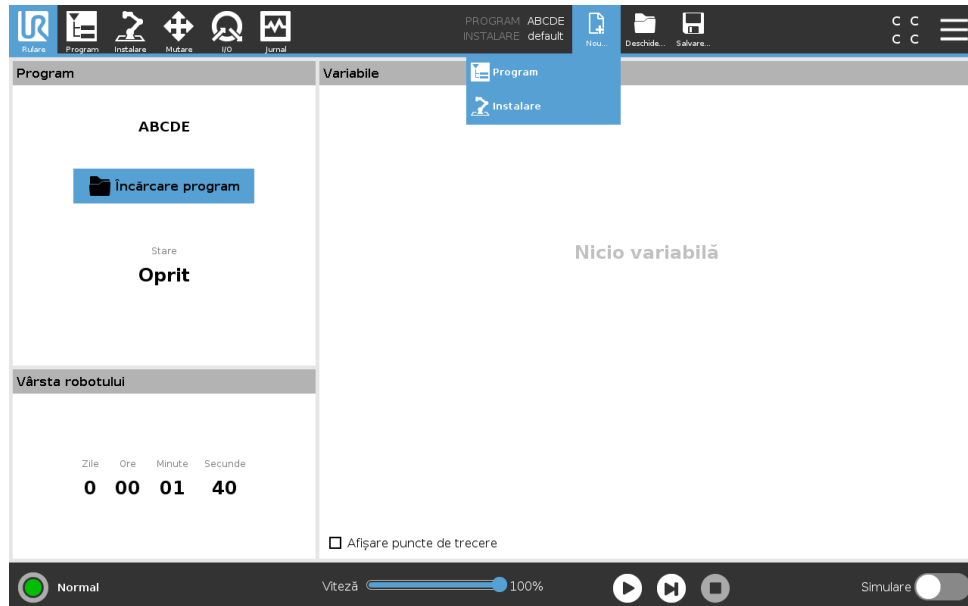 PROGRAM ABCDE
INSTALARE default
Rulare Program Instalare Mutare I/O Jurnal Nou... Deschide... Salvare...
C C
C C
Program
Instalare
Program
ABCDE
Încărcare program
Stare
Oprit
Variabile
Nicio variabilă
Afișare puncte de trecere
Vârsta robotului
Zile Ore Minute Secunde
0 00 01 40
Normal Viteză 100% Simulare